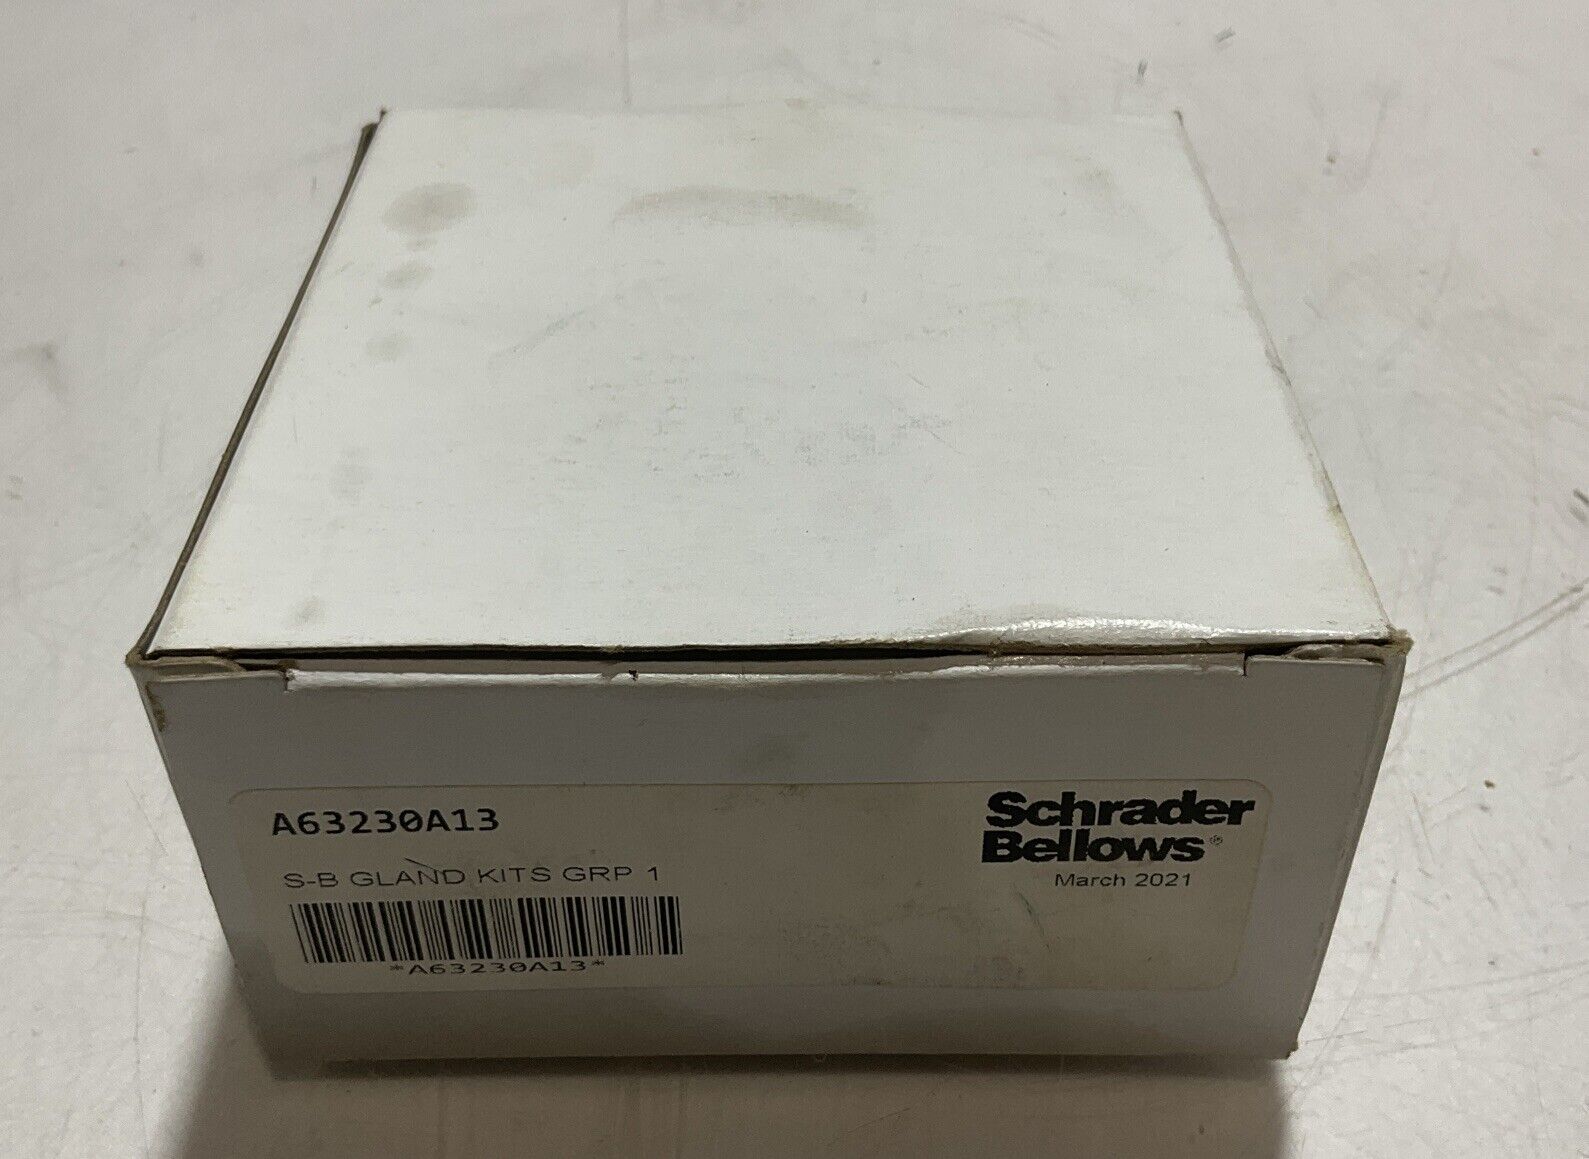 A63230A13
S-B GLAND KITS GRP 1
*A63230A13*
Schrader
Bellows®
March 2021